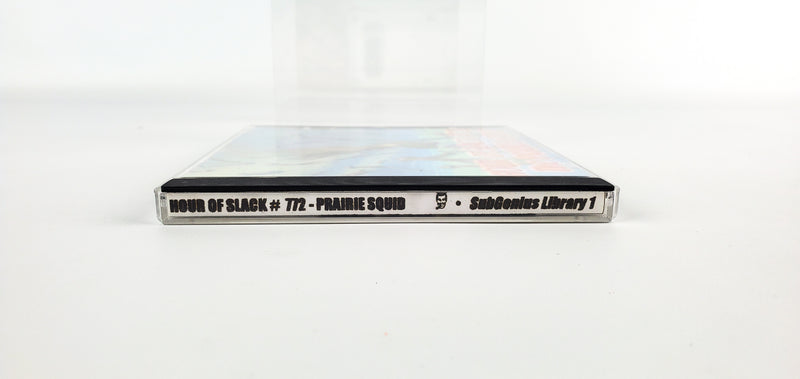 HOUR OF SLACK # 772 - PRAIRIE SQUID • SubGenius Library 1